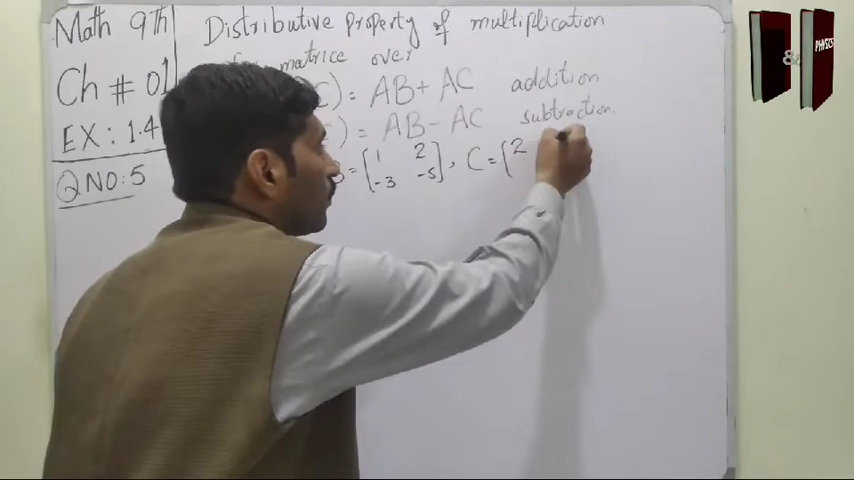 Math 9th
Ch # 01
EX: 1.4
Q NO: 5
Distributive Property of multiplication
matrice over
)= AB+ AC addition
) = AB- AC subtraction.
= [1 2 -3 -5], C = [2
& PHYSICS